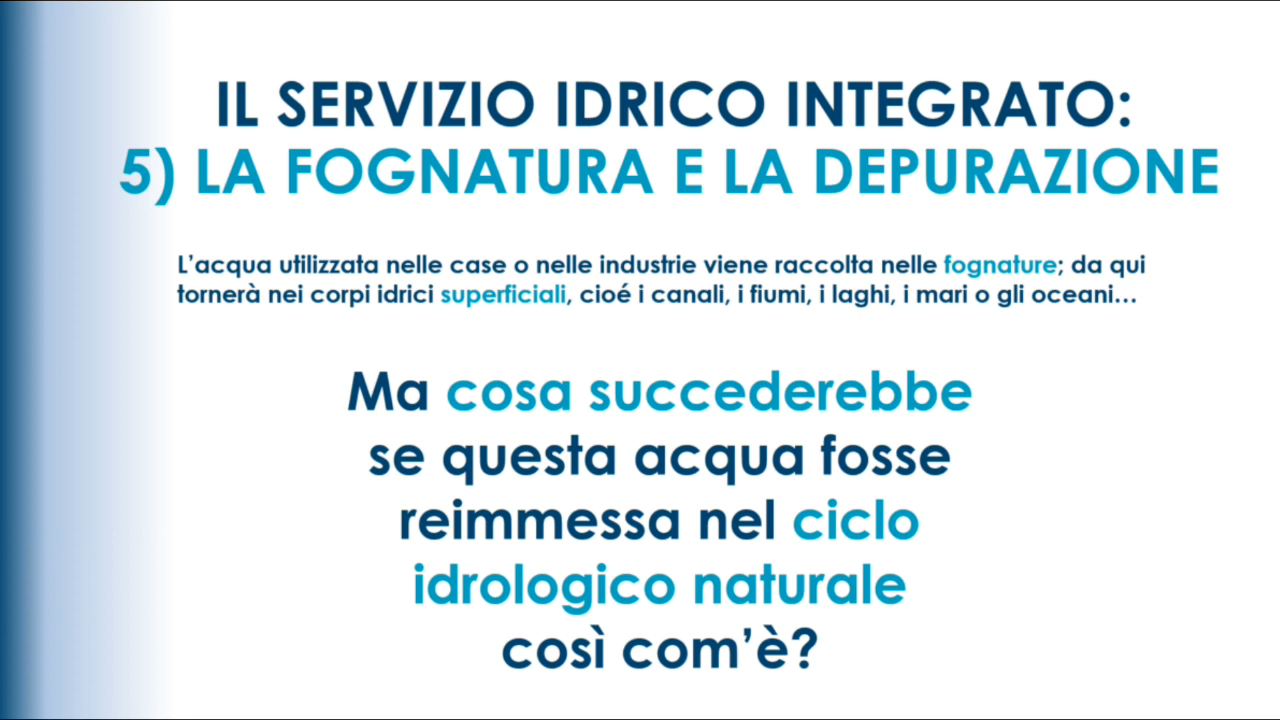 IL SERVIZIO IDRICO INTEGRATO:
5) LA FOGNATURA E LA DEPURAZIONE
L’acqua utilizzata nelle case o nelle industrie viene raccolta nelle fognature; da qui
tornerà nei corpi idrici superficiali, cioé i canali, i fiumi, i laghi, i mari o gli oceani…
Ma cosa succederebbe
se questa acqua fosse
reimmessa nel ciclo
idrologico naturale
così com’è?